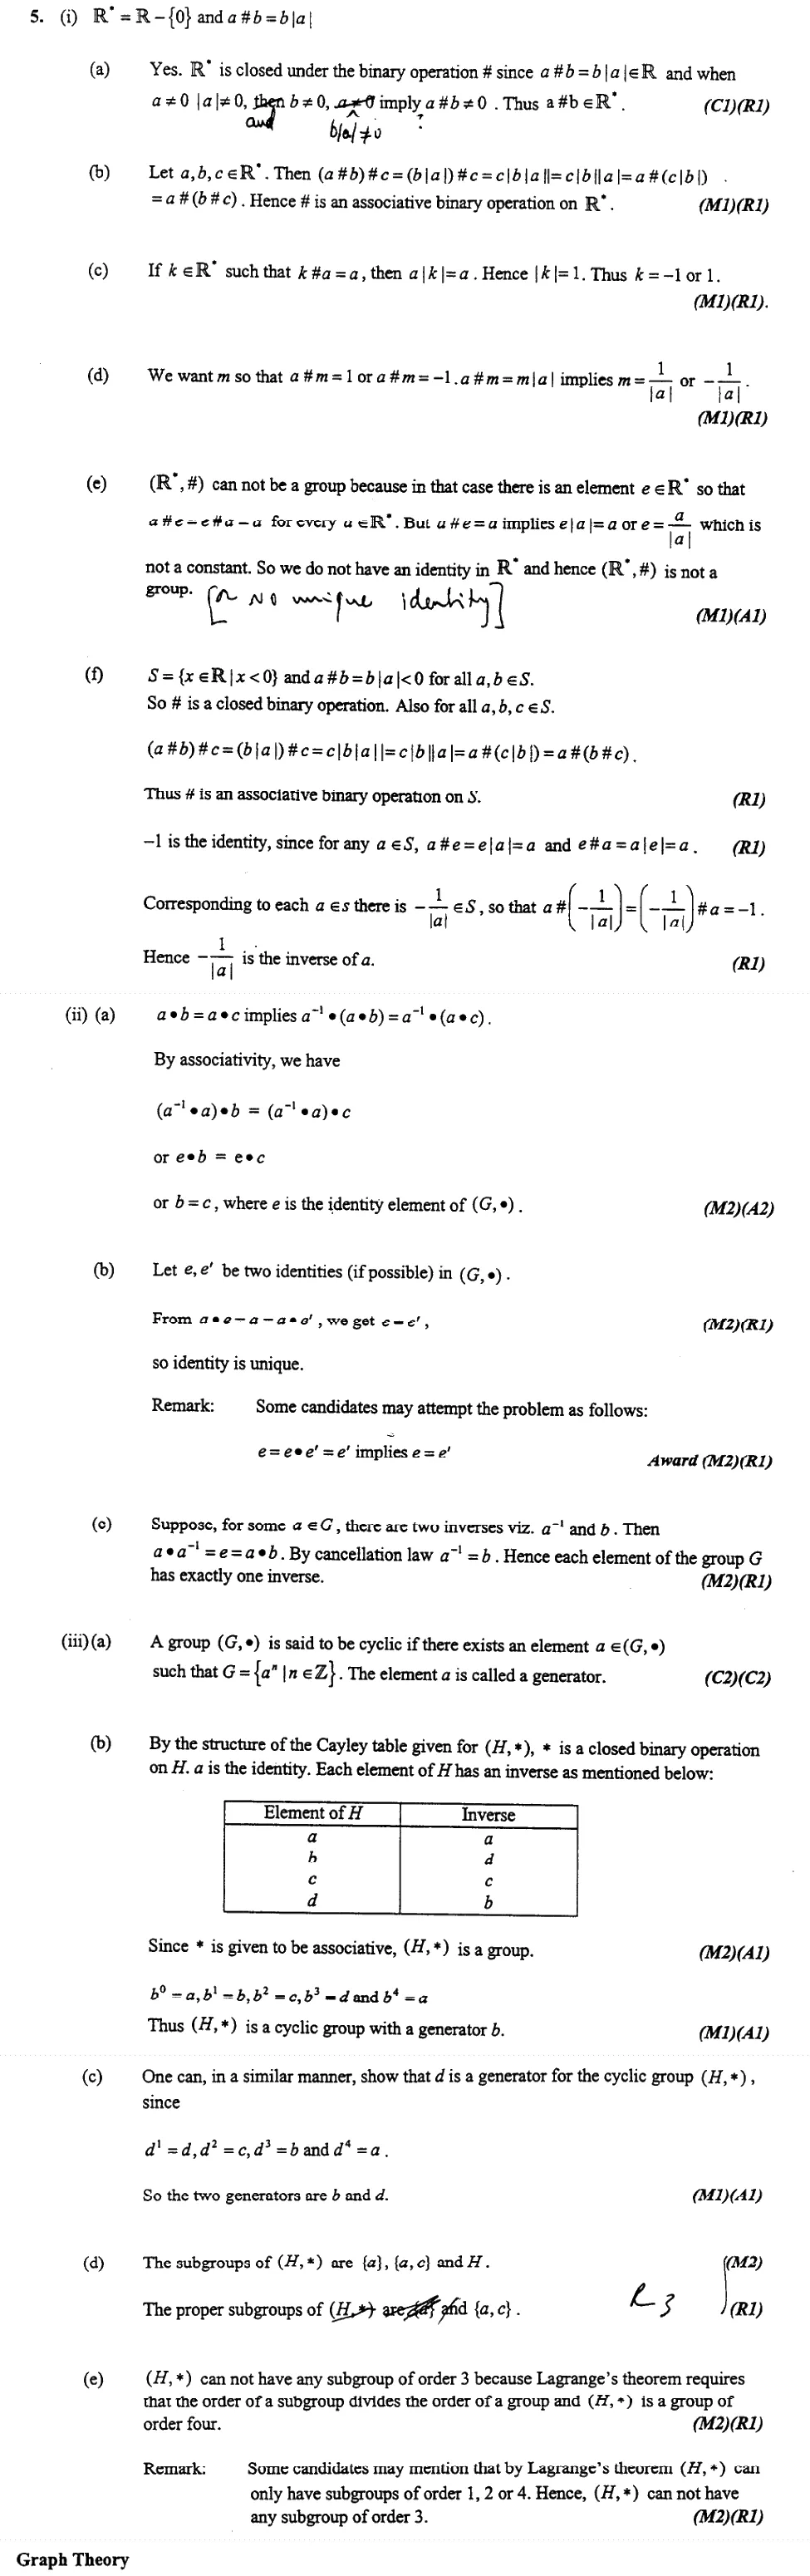 5. (i) ℝ* = ℝ − {0} and a # b = b|a|
(a) Yes. ℝ* is closed under the binary operation # since a # b = b|a| ∈ ℝ and when
a ≠ 0 |a| ≠ 0, then b ≠ 0, a ≠ 0 imply a # b ≠ 0 . Thus a # b ∈ ℝ*. (C1)(R1)
and b|a| ≠ 0 ?
(b) Let a, b, c ∈ ℝ*. Then (a # b) # c = (b|a|) # c = c|b|a|| = c|b||a| = a # (c|b|)
= a # (b # c). Hence # is an associative binary operation on ℝ*. (M1)(R1)
(c) If k ∈ ℝ* such that k # a = a, then a|k| = a. Hence |k| = 1. Thus k = −1 or 1.
(M1)(R1).
(d) We want m so that a # m = 1 or a # m = −1. a # m = m|a| implies m = 1/|a| or − 1/|a|.
(M1)(R1)
(e) (ℝ*, #) can not be a group because in that case there is an element e ∈ ℝ* so that
a # e = e # a = a for every a ∈ ℝ*. But a # e = a implies e|a| = a or e = a/|a| which is
not a constant. So we do not have an identity in ℝ* and hence (ℝ*, #) is not a
group. [or NO unique identity]
(M1)(A1)
(f) S = {x ∈ ℝ | x < 0} and a # b = b|a| < 0 for all a, b ∈ S.
So # is a closed binary operation. Also for all a, b, c ∈ S.
(a # b) # c = (b|a|) # c = c|b|a|| = c|b||a| = a # (c|b|) = a # (b # c).
Thus # is an associative binary operation on S. (R1)
−1 is the identity, since for any a ∈ S, a # e = e|a| = a and e # a = a|e| = a. (R1)
Corresponding to each a ∈ s there is − 1/|a| ∈ S, so that a # (− 1/|a|) = (− 1/|a|) # a = −1.
Hence − 1/|a| is the inverse of a. (R1)
(ii) (a) a • b = a • c implies a⁻¹ • (a • b) = a⁻¹ • (a • c).
By associativity, we have
(a⁻¹ • a) • b = (a⁻¹ • a) • c
or e • b = e • c
or b = c, where e is the identity element of (G, •). (M2)(A2)
(b) Let e, e′ be two identities (if possible) in (G, •).
From a • e = a = a • e′, we get e = e′, (M2)(R1)
so identity is unique.
Remark: Some candidates may attempt the problem as follows:
e = e • e′ = e′ implies e = e′ Award (M2)(R1)
(c) Suppose, for some a ∈ G, there are two inverses viz. a⁻¹ and b. Then
a • a⁻¹ = e = a • b. By cancellation law a⁻¹ = b. Hence each element of the group G
has exactly one inverse. (M2)(R1)
(iii) (a) A group (G, •) is said to be cyclic if there exists an element a ∈ (G, •)
such that G = {aⁿ | n ∈ ℤ}. The element a is called a generator. (C2)(C2)
(b) By the structure of the Cayley table given for (H, *), * is a closed binary operation
on H. a is the identity. Each element of H has an inverse as mentioned below:
Element of H Inverse
a a
b d
c c
d b
Since * is given to be associative, (H, *) is a group. (M2)(A1)
b⁰ = a, b¹ = b, b² = c, b³ = d and b⁴ = a
Thus (H, *) is a cyclic group with a generator b. (M1)(A1)
(c) One can, in a similar manner, show that d is a generator for the cyclic group (H, *),
since
d¹ = d, d² = c, d³ = b and d⁴ = a.
So the two generators are b and d. (M1)(A1)
(d) The subgroups of (H, *) are {a}, {a, c} and H. (M2)
The proper subgroups of (H, *) are {a} and {a, c}. R3 (R1)
(e) (H, *) can not have any subgroup of order 3 because Lagrange's theorem requires
that the order of a subgroup divides the order of a group and (H, *) is a group of
order four. (M2)(R1)
Remark: Some candidates may mention that by Lagrange's theorem (H, *) can
only have subgroups of order 1, 2 or 4. Hence, (H, *) can not have
any subgroup of order 3. (M2)(R1)
Graph Theory